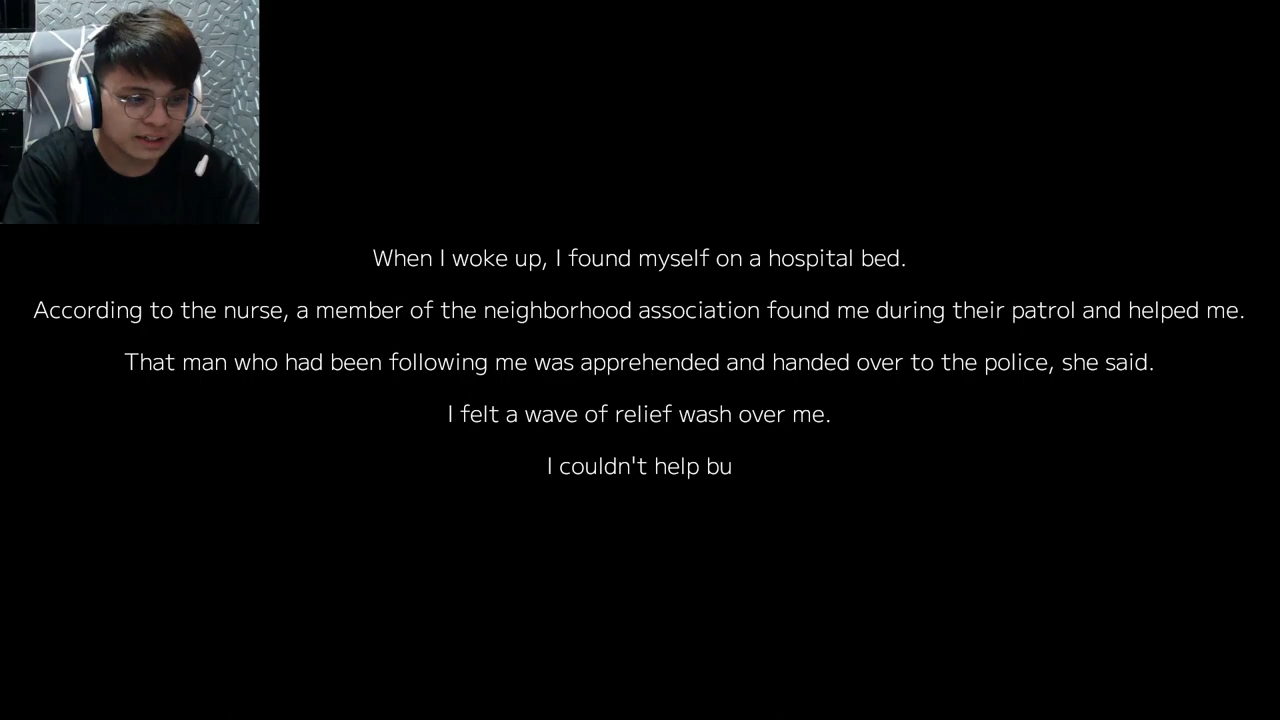 When I woke up, I found myself on a hospital bed.
According to the nurse, a member of the neighborhood association found me during their patrol and helped me.
That man who had been following me was apprehended and handed over to the police, she said.
I felt a wave of relief wash over me.
I couldn't help bu